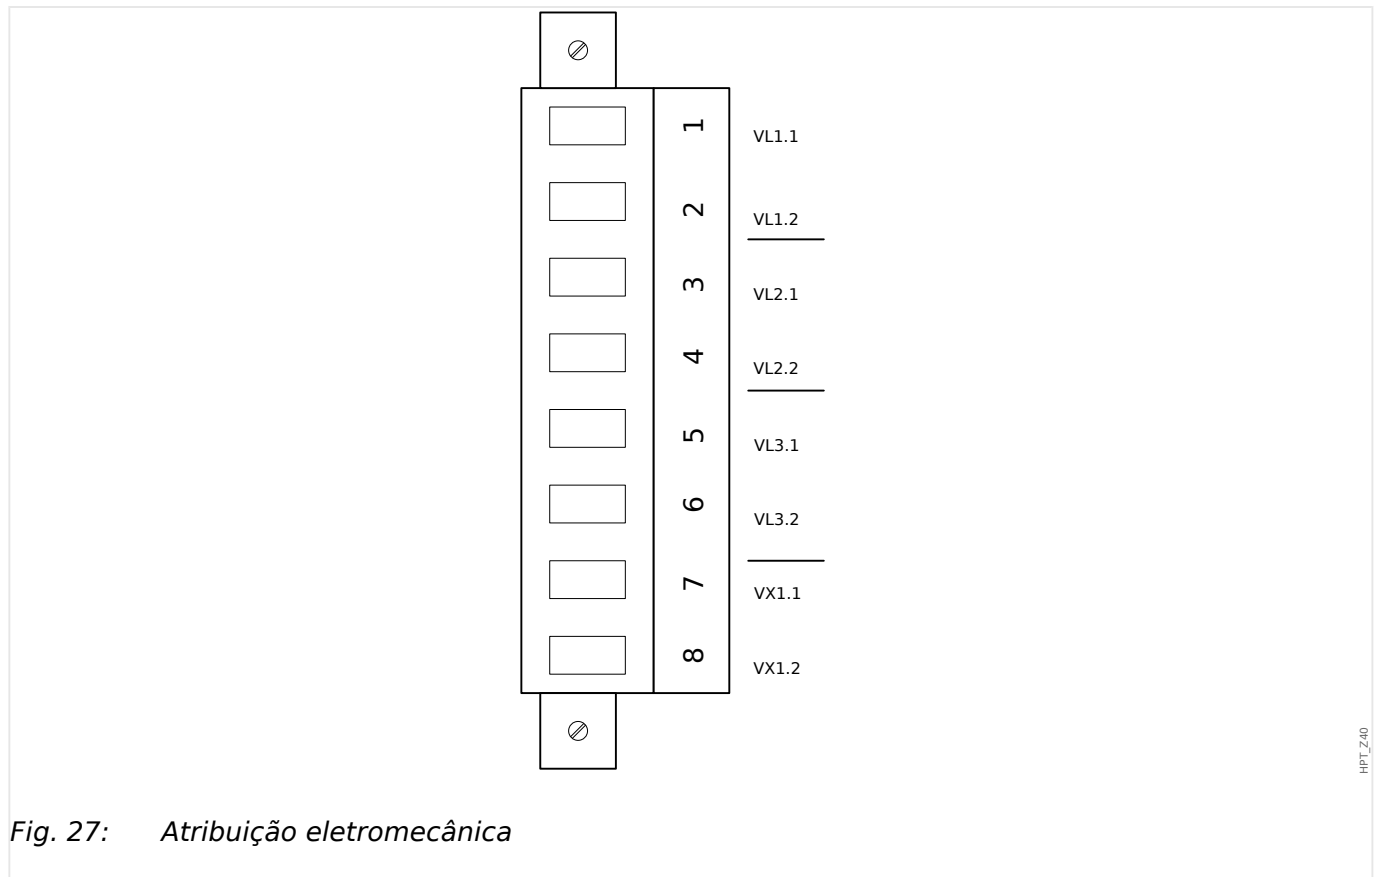 1 VL1.1
2 VL1.2
3 VL2.1
4 VL2.2
5 VL3.1
6 VL3.2
7 VX1.1
8 VX1.2
HPT_Z40
Fig. 27: Atribuição eletromecânica